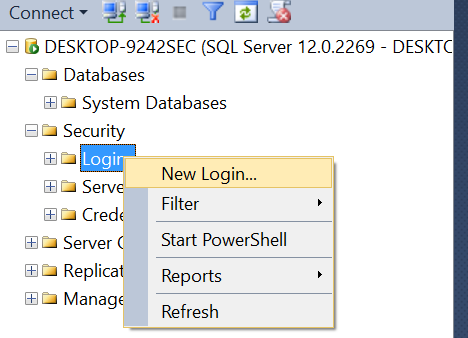 Connect
DESKTOP-9242SEC (SQL Server 12.0.2269 - DESKTO
Databases
System Databases
Security
Login
New Login...
Serve
Filter
Crede
Start PowerShell
Server O
Replicat
Reports
Manage
Refresh